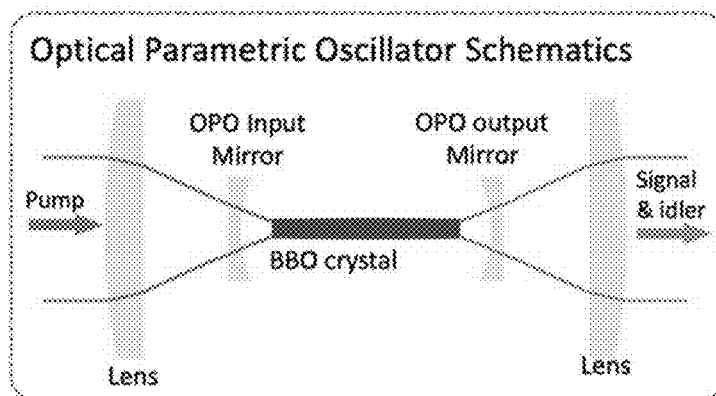 Optical Parametric Oscillator Schematics
OPO Input
Mirror
OPO output
Mirror
Pump
Signal
& idler
BBO crystal
Lens
Lens